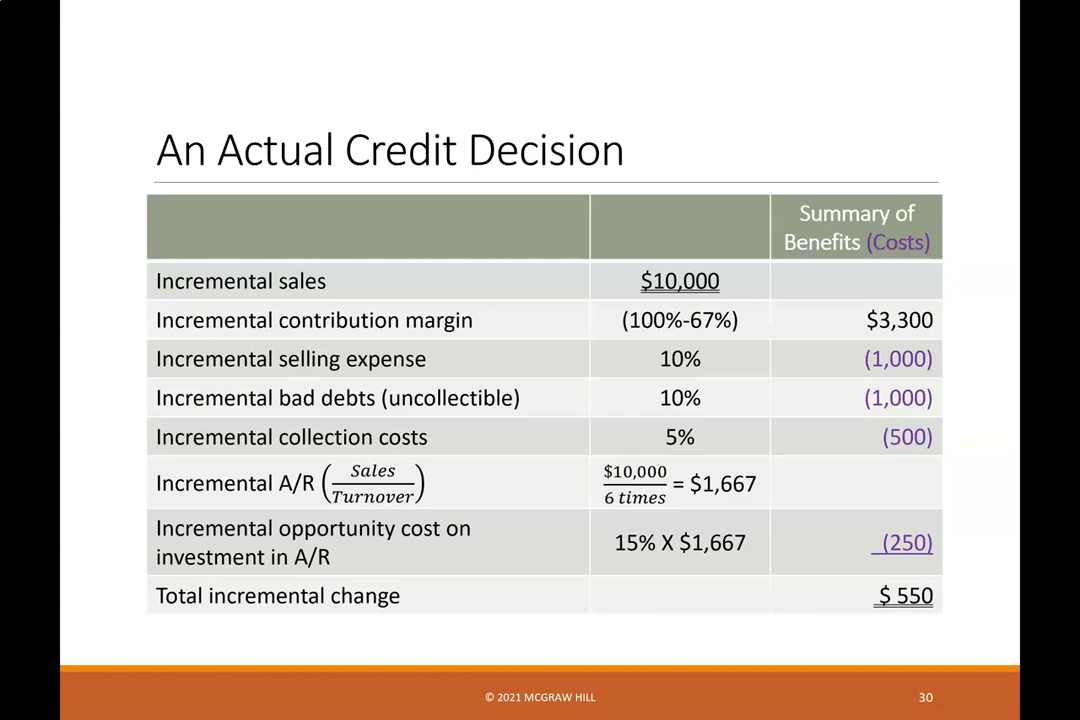 An Actual Credit Decision
Summary of
Benefits (Costs)
Incremental sales $10,000
Incremental contribution margin (100%-67%) $3,300
Incremental selling expense 10% (1,000)
Incremental bad debts (uncollectible) 10% (1,000)
Incremental collection costs 5% (500)
Incremental A/R (Sales/Turnover) $10,000/6 times = $1,667
Incremental opportunity cost on
investment in A/R 15% X $1,667 (250)
Total incremental change $ 550
© 2021 MCGRAW HILL 30